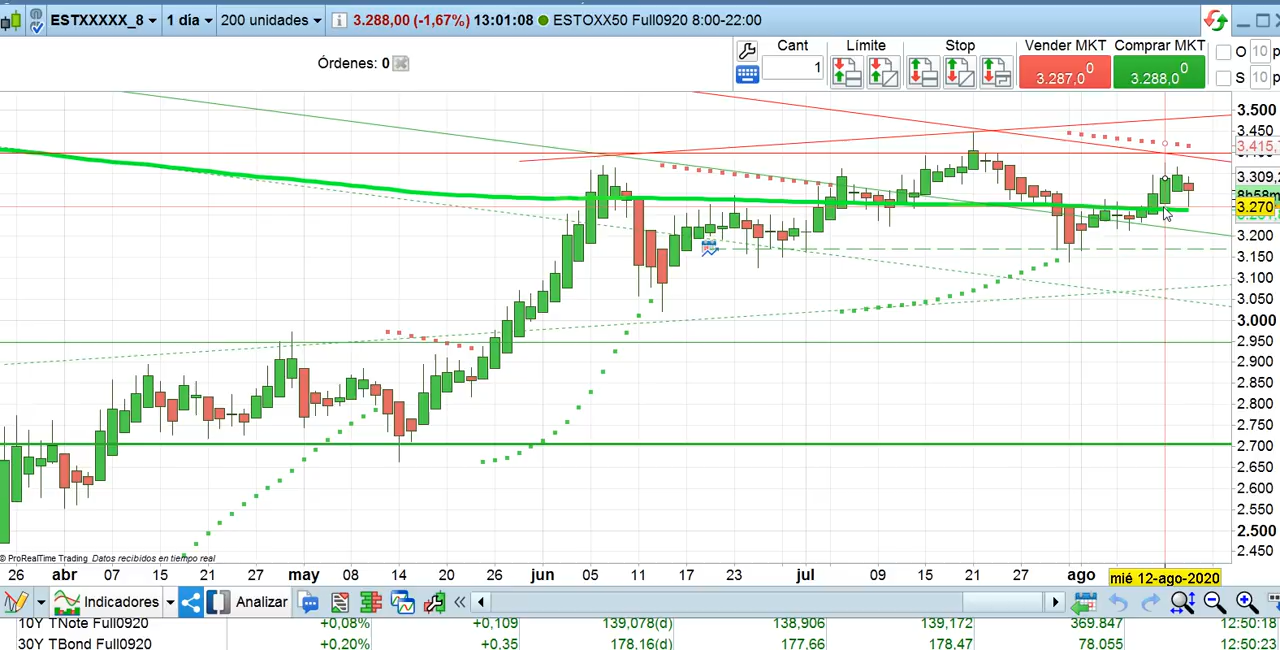 ESTXXXXX_8 1 dia 200 unidades 3.288,00 (-1,67%) 13:01:08 ESTOXX50 Full0920 8:00-22:00
Órdenes: 0
Cant Límite Stop Vender MKT Comprar MKT
1 3.287,0 0 3.288,0 0
O 10 p
S 10 p
3.500
3.450
3.415,
3.309,2
8h58m
3.270
3.200
3.150
3.100
3.050
3.000
2.950
2.900
2.850
2.800
2.750
2.700
2.650
2.600
2.550
2.500
2.450
© ProRealTime Trading Datos recibidos en tiempo real
26 abr 07 15 21 27 may 08 14 20 26 jun 05 11 17 23 jul 09 15 21 27 ago mié 12-ago-2020
Indicadores Analizar
10Y TNote Full0920 +0,08% +0,109 139,078(d) 138,906 139,172 369.847 12:50:18
30Y TBond Full0920 +0.20% +0.35 178.16(d) 177.66 178.47 78.055 12:50:23